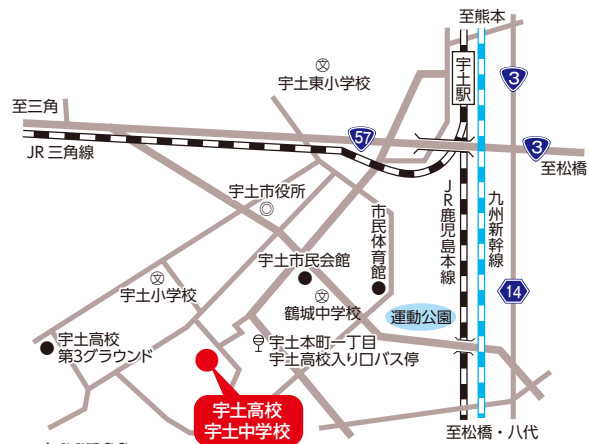 至熊本
文
宇土東小学校
宇土駅
3
至三角
57
3
JR三角線
至松橋
宇土市役所
市民体育館
JR鹿児島本線
九州新幹線
宇土市民会館
文
宇土小学校
文
鶴城中学校
14
運動公園
宇土高校
第3グラウンド
宇土本町一丁目
宇土高校入り口バス停
宇土高校
宇土中学校
至松橋・八代